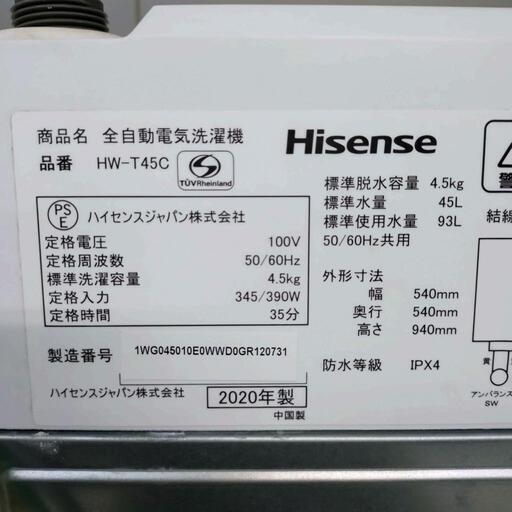 商品名 全自動電気洗濯機
品番 HW-T45C
TÜVRheinland
Hisense
PS
E
ハイセンスジャパン株式会社
定格電圧 100V
定格周波数 50/60Hz
標準洗濯容量 4.5kg
定格入力 345/390W
定格時間 35分
製造番号 1WG045010E0WWD0GR120731
ハイセンスジャパン株式会社 2020年製
中国製
標準脱水容量 4.5kg
標準水量 45L
標準使用水量 93L
50/60Hz共用
外形寸法
幅 540mm
奥行 540mm
高さ 940mm
防水等級 IPX4
警
結線
黄
アンバランス
SW